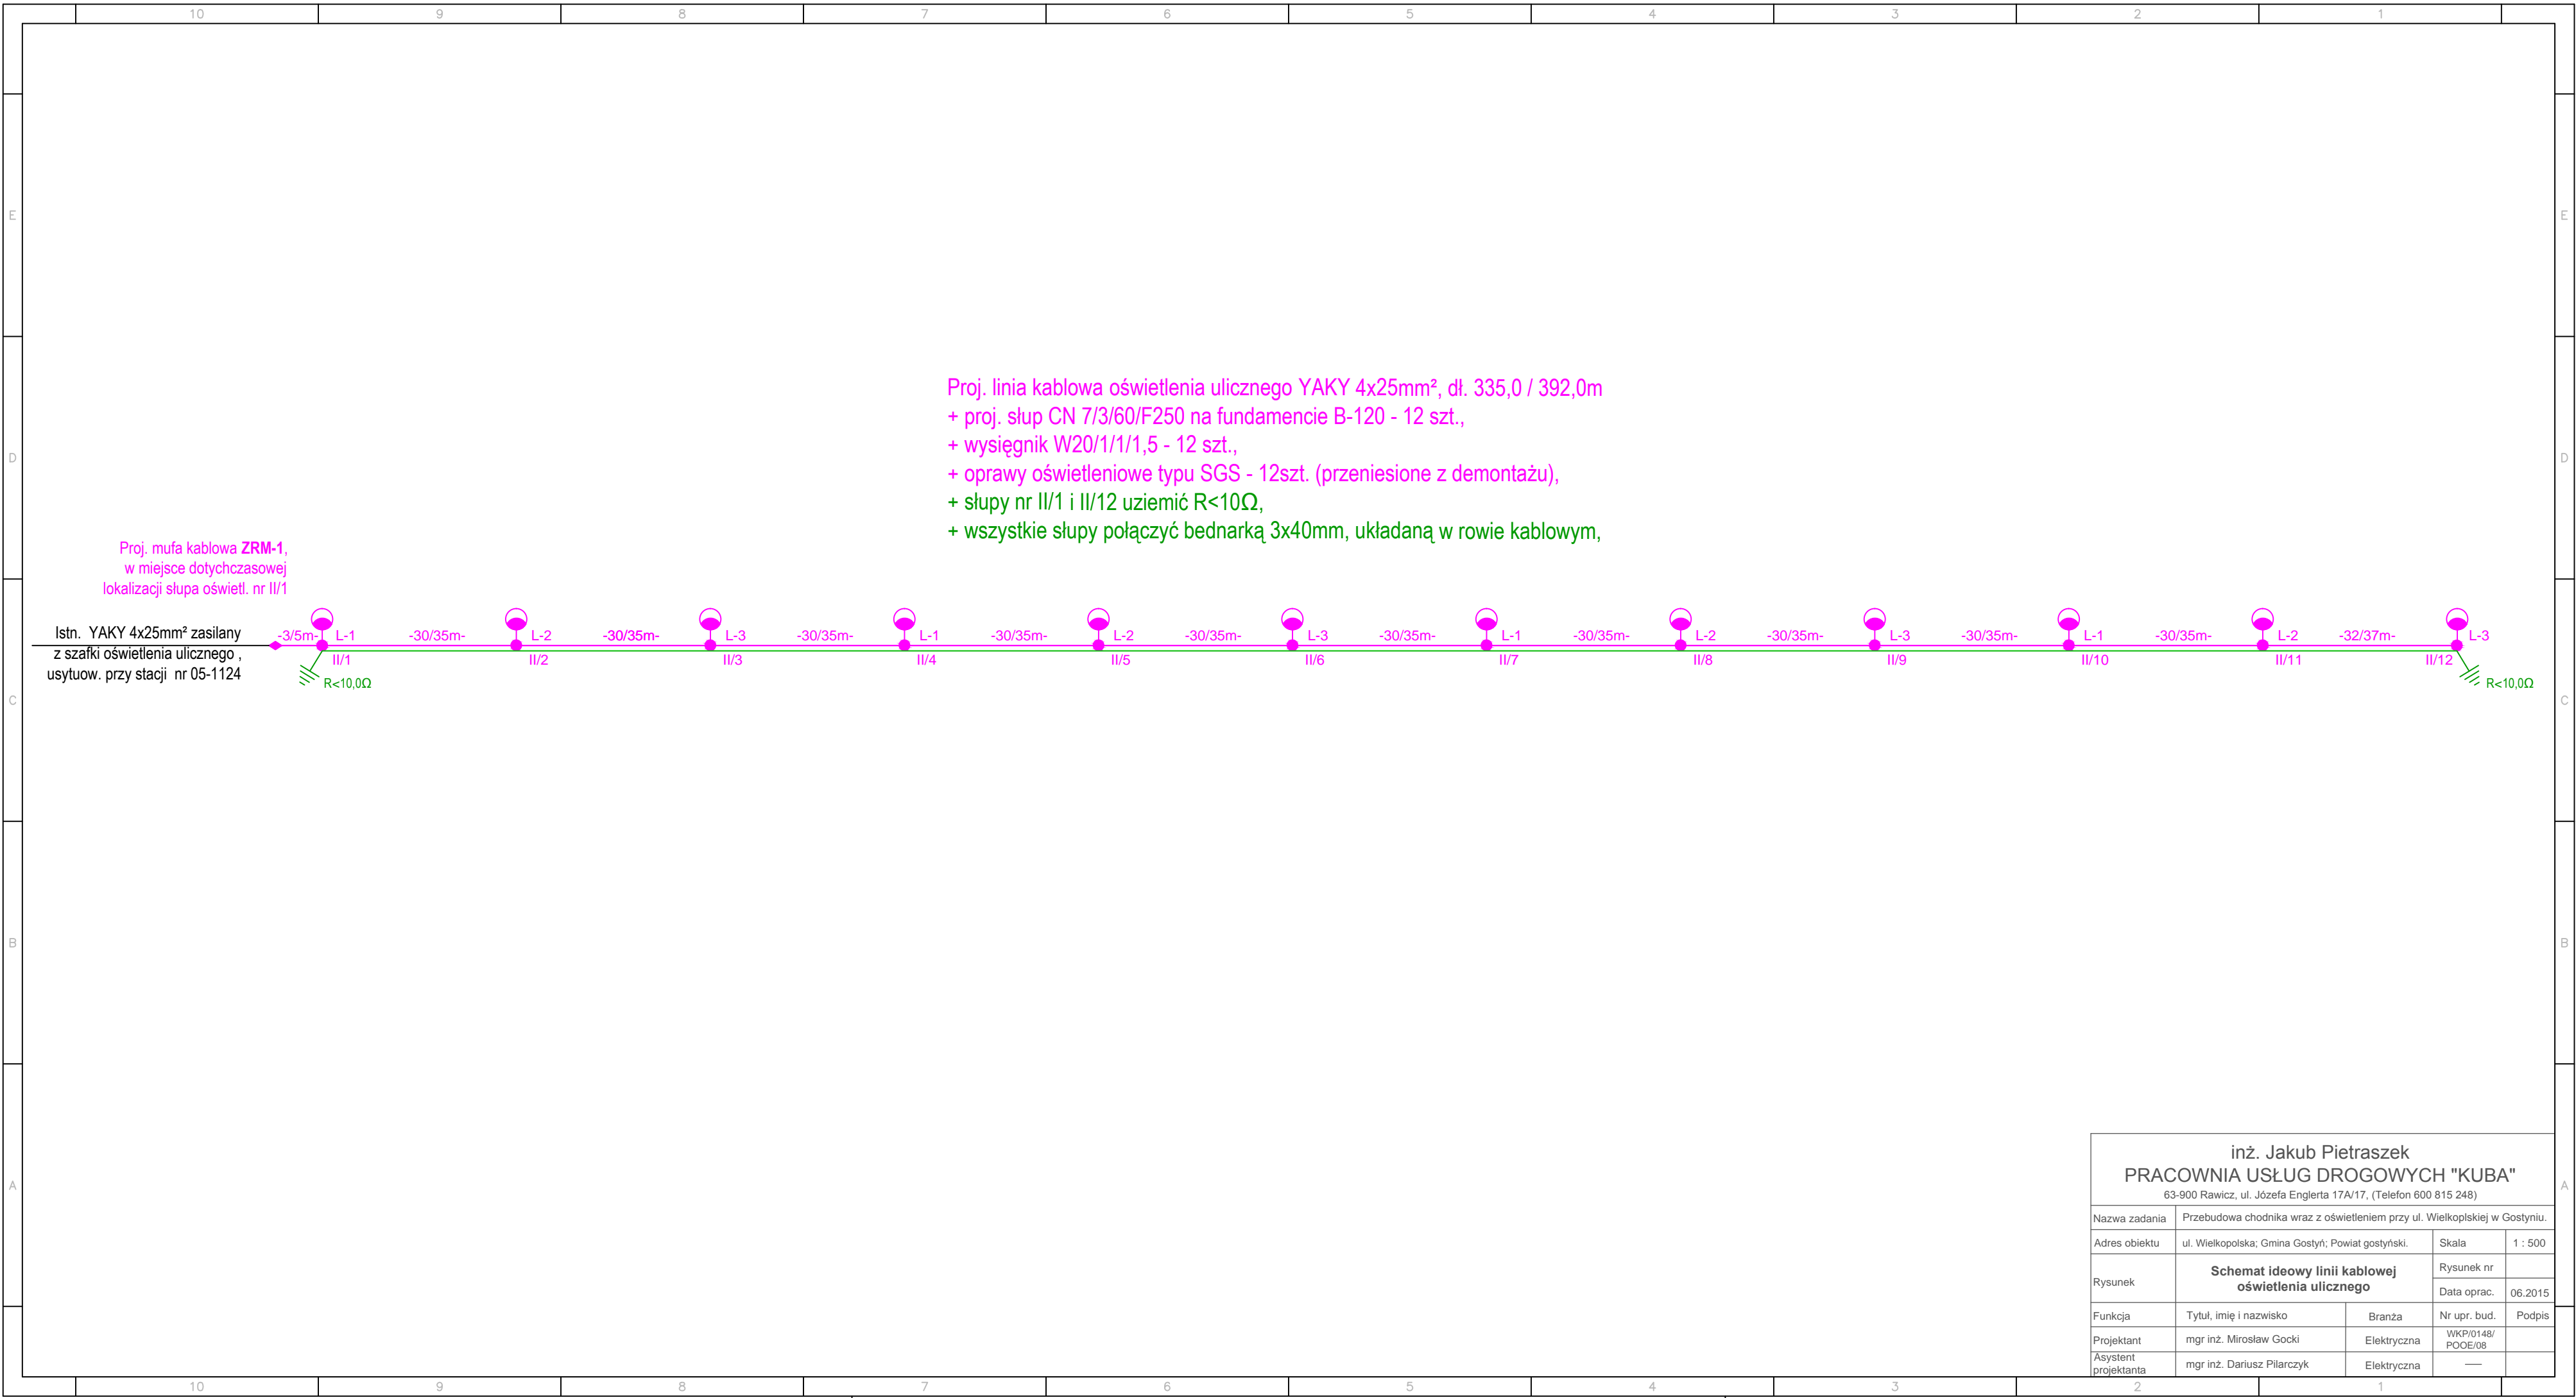 10 9 8 7 6 5 4 3 2 1
E E
D D
C C
B B
A A
Proj. linia kablowa oświetlenia ulicznego YAKY 4x25mm², dł. 335,0 / 392,0m
+ proj. słup CN 7/3/60/F250 na fundamencie B-120 - 12 szt.,
+ wysięgnik W20/1/1/1,5 - 12 szt.,
+ oprawy oświetleniowe typu SGS - 12szt. (przeniesione z demontażu),
+ słupy nr II/1 i II/12 uziemić R<10Ω,
+ wszystkie słupy połączyć bednarką 3x40mm, układaną w rowie kablowym,
Proj. mufa kablowa ZRM-1,
w miejsce dotychczasowej
lokalizacji słupa oświetl. nr II/1
Istn. YAKY 4x25mm² zasilany
z szafki oświetlenia ulicznego ,
usytuow. przy stacji nr 05-1124
-3/5m- L-1 -30/35m- L-2 -30/35m- L-3 -30/35m- L-1 -30/35m- L-2 -30/35m- L-3 -30/35m- L-1 -30/35m- L-2 -30/35m- L-3 -30/35m- L-1 -30/35m- L-2 -32/37m- L-3
II/1 II/2 II/3 II/4 II/5 II/6 II/7 II/8 II/9 II/10 II/11 II/12
R<10,0Ω R<10,0Ω
inż. Jakub Pietraszek
PRACOWNIA USŁUG DROGOWYCH "KUBA"
63-900 Rawicz, ul. Józefa Englerta 17A/17, (Telefon 600 815 248)
Nazwa zadania Przebudowa chodnika wraz z oświetleniem przy ul. Wielkoplskiej w Gostyniu.
Adres obiektu ul. Wielkopolska; Gmina Gostyń; Powiat gostyński. Skala 1 : 500
Rysunek Schemat ideowy linii kablowej
oświetlenia ulicznego
Rysunek nr
Data oprac. 06.2015
Funkcja Tytuł, imię i nazwisko Branża Nr upr. bud. Podpis
Projektant mgr inż. Mirosław Gocki Elektryczna WKP/0148/
POOE/08
Asystent
projektanta mgr inż. Dariusz Pilarczyk Elektryczna —
10 9 8 7 6 5 4 3 2 1